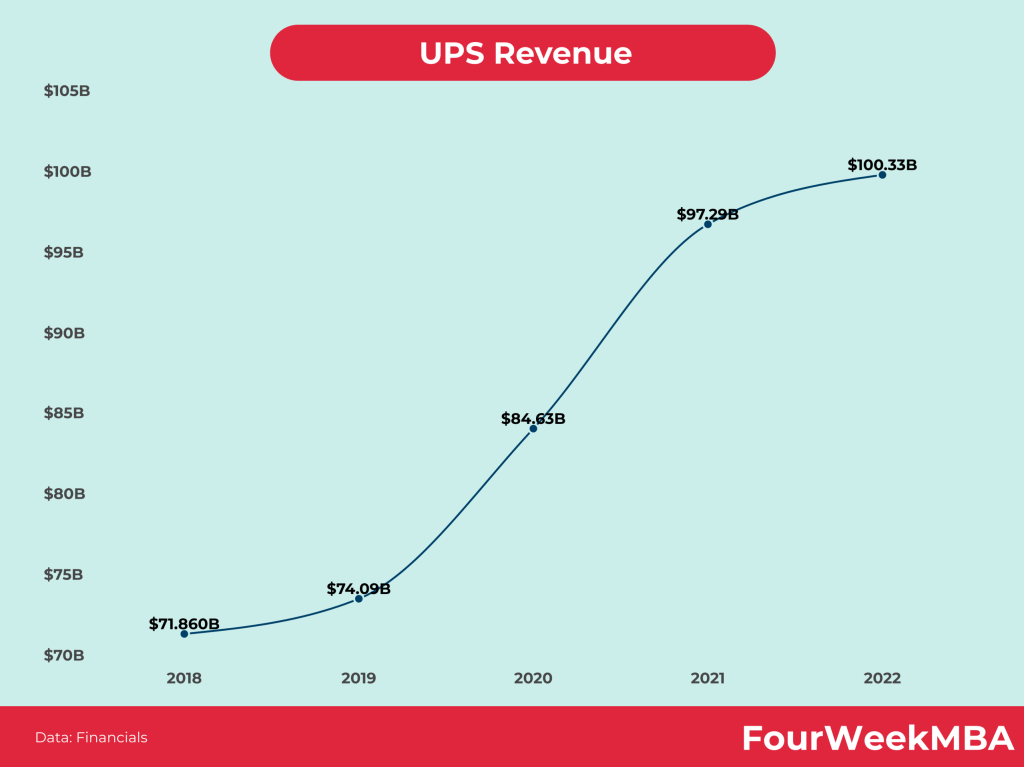 UPS Revenue
$105B
$100B
$95B
$90B
$85B
$80B
$75B
$70B
$71.860B
$74.09B
$84.63B
$97.29B
$100.33B
2018 2019 2020 2021 2022
Data: Financials
FourWeekMBA